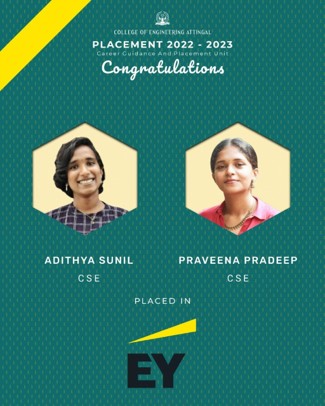 COLLEGE OF ENGINEERING ATTINGAL
PLACEMENT 2022 - 2023
Career Guidance And Placement Unit
Congratulations
ADITHYA SUNIL
PRAVEENA PRADEEP
CSE
CSE
PLACED IN
EY